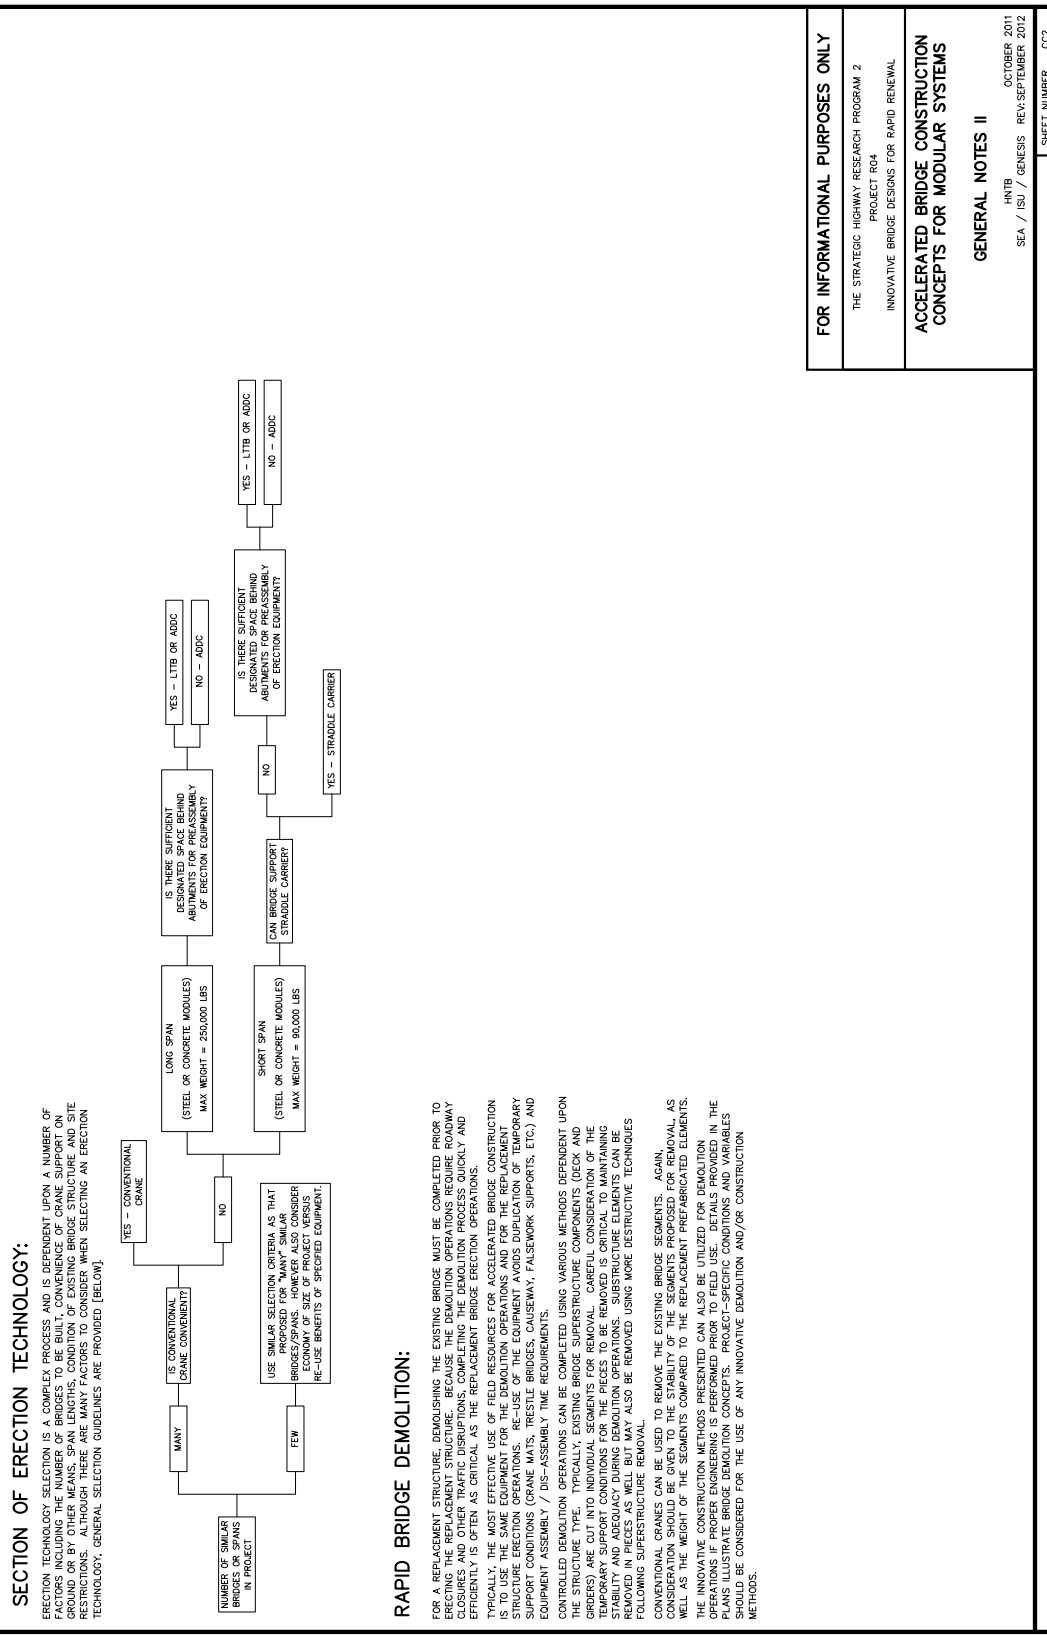 SECTION OF ERECTION TECHNOLOGY:
ERECTION TECHNOLOGY SELECTION IS A COMPLEX PROCESS AND IS DEPENDENT UPON A NUMBER OF
FACTORS INCLUDING THE NUMBER OF BRIDGES TO BE BUILT, CONVENIENCE OF CRANE SUPPORT ON
GROUND OR BY OTHER MEANS, SPAN LENGTHS, CONDITION OF EXISTING BRIDGE STRUCTURE AND SITE
RESTRICTIONS. ALTHOUGH THERE ARE MANY FACTORS TO CONSIDER WHEN SELECTING AN ERECTION
TECHNOLOGY, GENERAL SELECTION GUIDELINES ARE PROVIDED [BELOW].
NUMBER OF SIMILAR
BRIDGES OR SPANS
IN PROJECT
MANY
IS CONVENTIONAL
CRANE CONVENIENT?
YES - CONVENTIONAL
CRANE
NO
LONG SPAN
(STEEL OR CONCRETE MODULES)
MAX WEIGHT = 250,000 LBS
IS THERE SUFFICIENT
DESIGNATED SPACE BEHIND
ABUTMENTS FOR PREASSEMBLY
OF ERECTION EQUIPMENT?
YES - LTTB OR ADDC
NO - ADDC
SHORT SPAN
(STEEL OR CONCRETE MODULES)
MAX WEIGHT = 90,000 LBS
CAN BRIDGE SUPPORT
STRADDLE CARRIER?
NO
YES - STRADDLE CARRIER
IS THERE SUFFICIENT
DESIGNATED SPACE BEHIND
ABUTMENTS FOR PREASSEMBLY
OF ERECTION EQUIPMENT?
YES - LTTB OR ADDC
NO - ADDC
FEW
USE SIMILAR SELECTION CRITERIA AS THAT
PROPOSED FOR "MANY" SIMILAR
BRIDGES/SPANS. HOWEVER ALSO CONSIDER
ECONOMY OF SIZE OF PROJECT VERSUS
RE-USE BENEFITS OF SPECIFIED EQUIPMENT.
RAPID BRIDGE DEMOLITION:
FOR A REPLACEMENT STRUCTURE, DEMOLISHING THE EXISTING BRIDGE MUST BE COMPLETED PRIOR TO
ERECTING THE REPLACEMENT STRUCTURE. BECAUSE THE DEMOLITION OPERATIONS REQUIRE ROADWAY
CLOSURES AND OTHER TRAFFIC DISRUPTIONS, COMPLETING THE DEMOLITION PROCESS QUICKLY AND
EFFICIENTLY IS OFTEN AS CRITICAL AS THE REPLACEMENT BRIDGE ERECTION OPERATIONS.
TYPICALLY, THE MOST EFFECTIVE USE OF FIELD RESOURCES FOR ACCELERATED BRIDGE CONSTRUCTION
IS TO USE THE SAME EQUIPMENT FOR THE DEMOLITION OPERATIONS AND FOR THE REPLACEMENT
STRUCTURE ERECTION OPERATIONS. RE-USE OF THE EQUIPMENT AVOIDS DUPLICATION OF TEMPORARY
SUPPORT CONDITIONS (CRANE MATS, TRESTLE BRIDGES, CAUSEWAY, FALSEWORK SUPPORTS, ETC.) AND
EQUIPMENT ASSEMBLY / DIS-ASSEMBLY TIME REQUIREMENTS.
CONTROLLED DEMOLITION OPERATIONS CAN BE COMPLETED USING VARIOUS METHODS DEPENDENT UPON
THE STRUCTURE TYPE. TYPICALLY, EXISTING BRIDGE SUPERSTRUCTURE COMPONENTS (DECK AND
GIRDERS) ARE CUT INTO INDIVIDUAL SEGMENTS FOR REMOVAL. CAREFUL CONSIDERATION OF THE
TEMPORARY SUPPORT CONDITIONS FOR THE PIECES TO BE REMOVED IS CRITICAL TO MAINTAINING
STABILITY AND ADEQUACY DURING DEMOLITION OPERATIONS. SUBSTRUCTURE ELEMENTS CAN BE
REMOVED IN PIECES AS WELL BUT MAY ALSO BE REMOVED USING MORE DESTRUCTIVE TECHNIQUES
FOLLOWING SUPERSTRUCTURE REMOVAL.
CONVENTIONAL CRANES CAN BE USED TO REMOVE THE EXISTING BRIDGE SEGMENTS. AGAIN,
CONSIDERATION SHOULD BE GIVEN TO THE STABILITY OF THE SEGMENTS PROPOSED FOR REMOVAL, AS
WELL AS THE WEIGHT OF THE SEGMENTS COMPARED TO THE REPLACEMENT PREFABRICATED ELEMENTS.
THE INNOVATIVE CONSTRUCTION METHODS PRESENTED CAN ALSO BE UTILIZED FOR DEMOLITION
OPERATIONS IF PROPER ENGINEERING IS PERFORMED PRIOR TO FIELD USE. DETAILS PROVIDED IN THE
PLANS ILLUSTRATE BRIDGE DEMOLITION CONCEPTS. PROJECT-SPECIFIC CONDITIONS AND VARIABLES
SHOULD BE CONSIDERED FOR THE USE OF ANY INNOVATIVE DEMOLITION AND/OR CONSTRUCTION
METHODS.
FOR INFORMATIONAL PURPOSES ONLY
THE STRATEGIC HIGHWAY RESEARCH PROGRAM 2
PROJECT R04
INNOVATIVE BRIDGE DESIGNS FOR RAPID RENEWAL
ACCELERATED BRIDGE CONSTRUCTION
CONCEPTS FOR MODULAR SYSTEMS
GENERAL NOTES II
HNTB OCTOBER 2011
SEA / ISU / GENESIS REV: SEPTEMBER 2012
SHEET NUMBER CC2